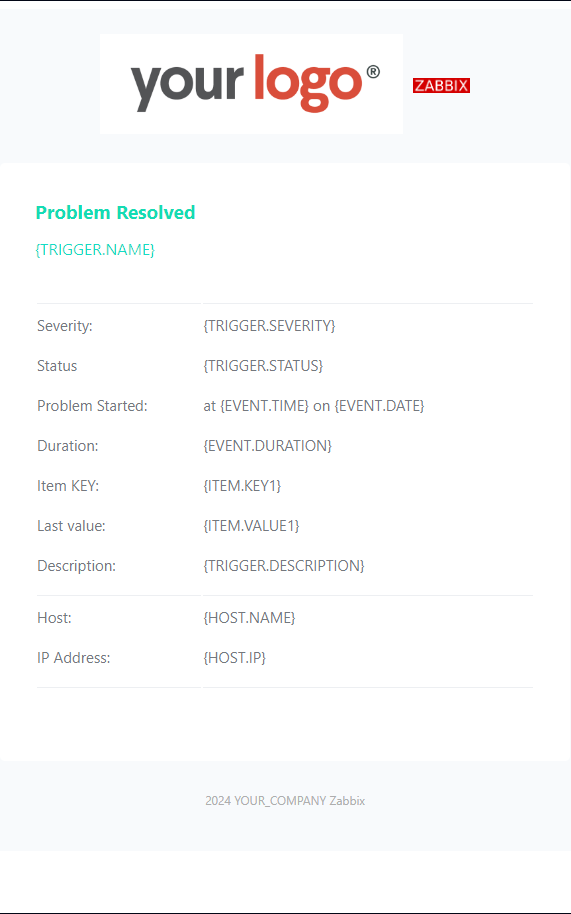 your logo®
ZABBIX
Problem Resolved
{TRIGGER.NAME}
Severity: {TRIGGER.SEVERITY}
Status {TRIGGER.STATUS}
Problem Started: at {EVENT.TIME} on {EVENT.DATE}
Duration: {EVENT.DURATION}
Item KEY: {ITEM.KEY1}
Last value: {ITEM.VALUE1}
Description: {TRIGGER.DESCRIPTION}
Host: {HOST.NAME}
IP Address: {HOST.IP}
2024 YOUR_COMPANY Zabbix